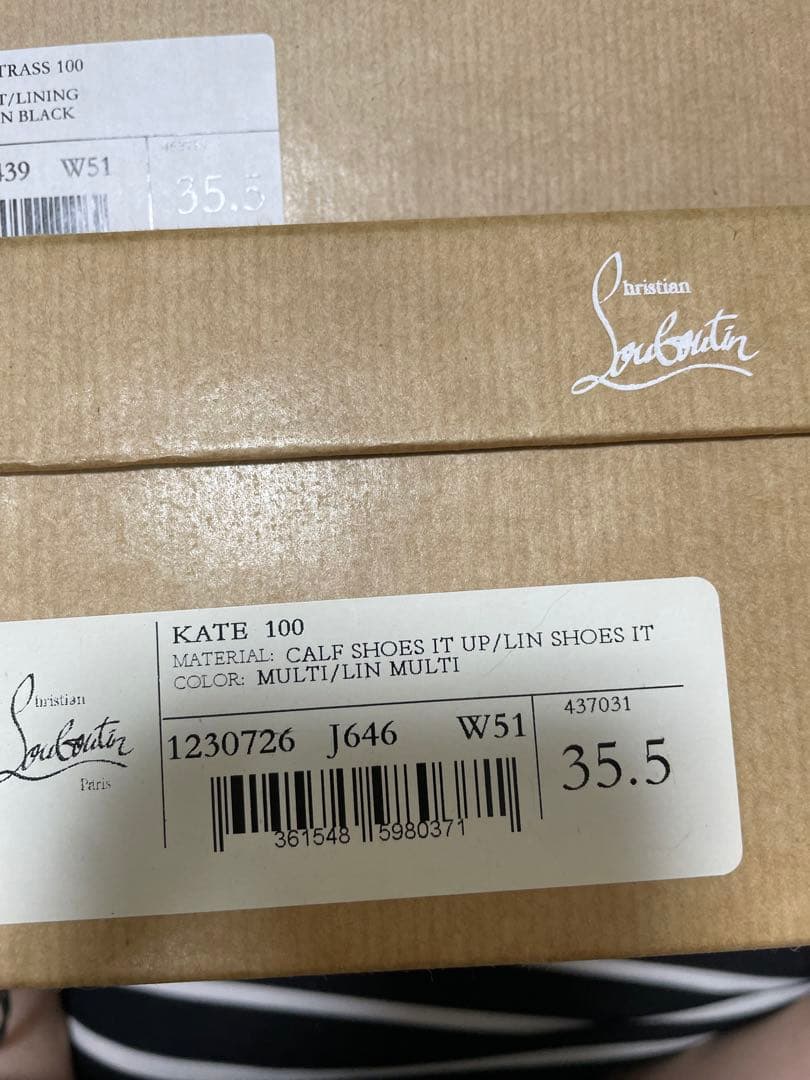 TRASS 100
T/LINING
N BLACK
439 W51
35.5
Christian
Louboutin
KATE 100
MATERIAL: CALF SHOES IT UP/LIN SHOES IT
COLOR: MULTI/LIN MULTI
Christian
Louboutin
Paris
1230726 J646 W51
437031
35.5
361548 5980371